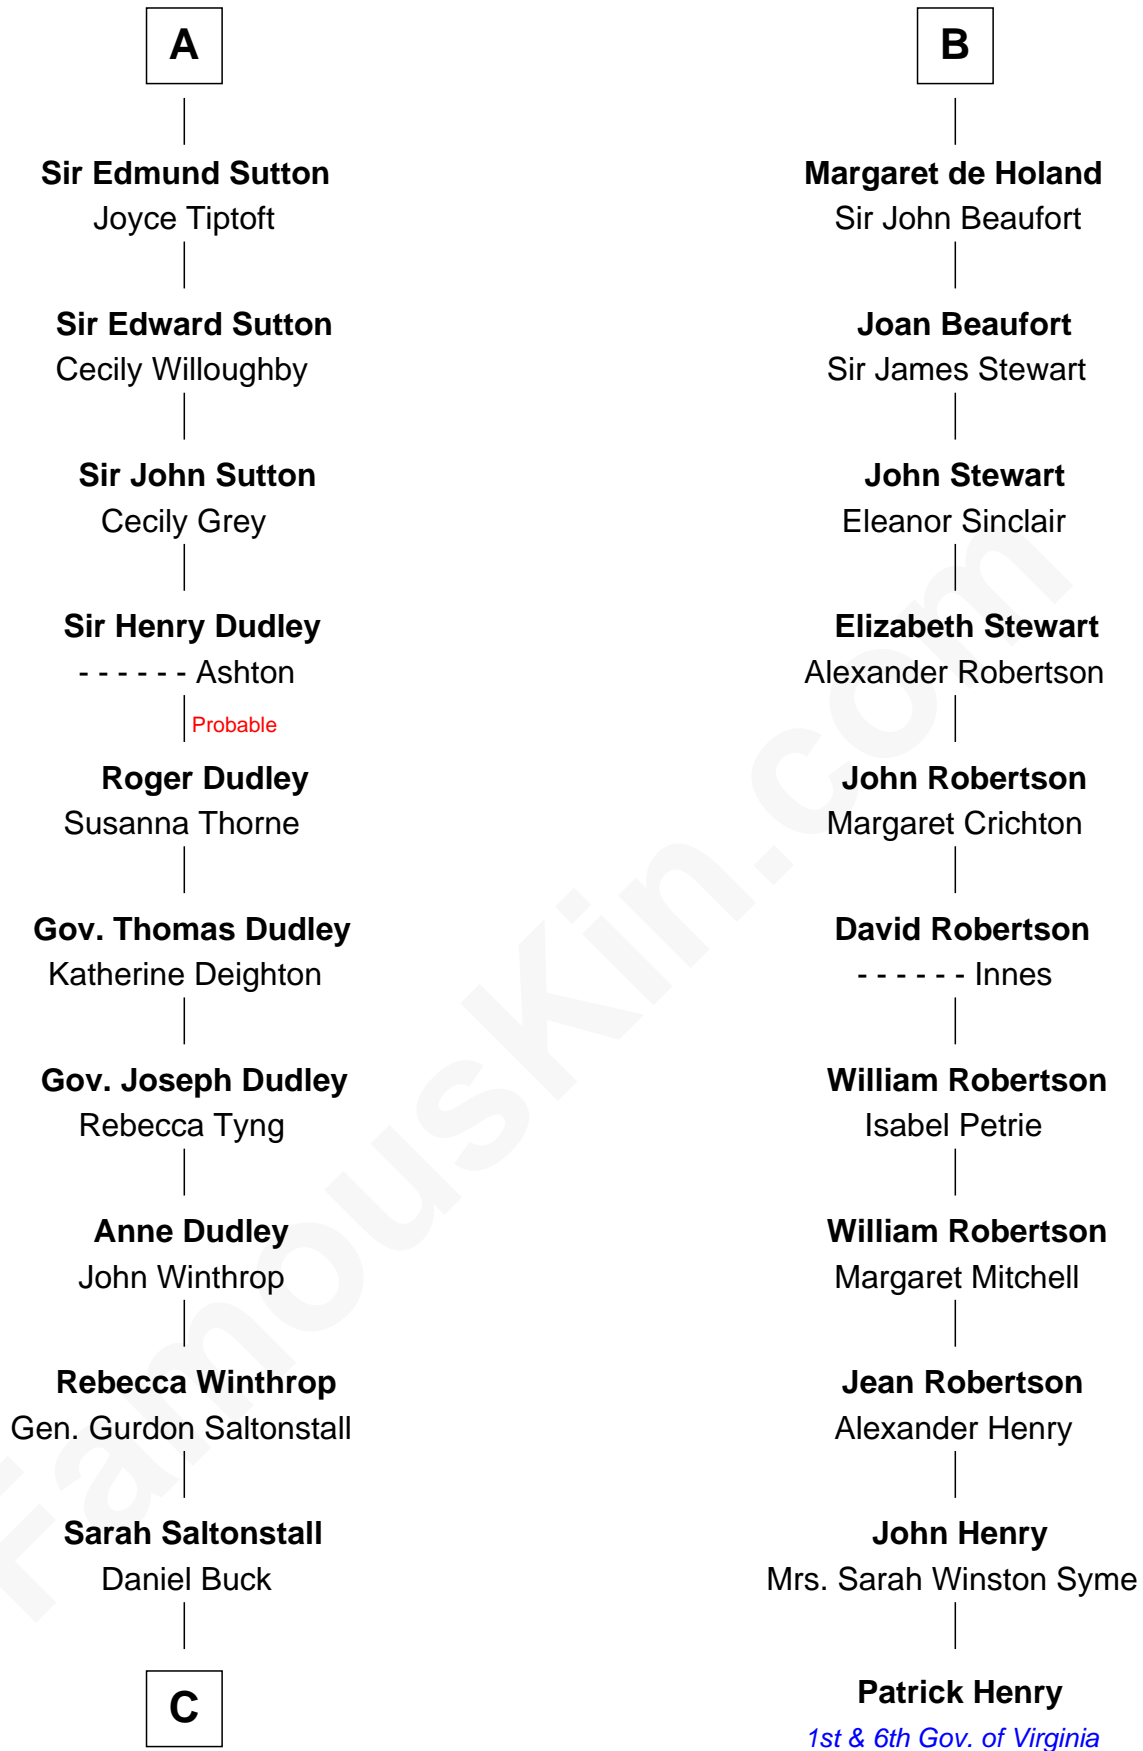 A
Sir Edmund Sutton
Joyce Tiptoft
Sir Edward Sutton
Cecily Willoughby
Sir John Sutton
Cecily Grey
Sir Henry Dudley
- - - - - - Ashton
Probable
Roger Dudley
Susanna Thorne
Gov. Thomas Dudley
Katherine Deighton
Gov. Joseph Dudley
Rebecca Tyng
Anne Dudley
John Winthrop
Rebecca Winthrop
Gen. Gurdon Saltonstall
Sarah Saltonstall
Daniel Buck
C
B
Margaret de Holand
Sir John Beaufort
Joan Beaufort
Sir James Stewart
John Stewart
Eleanor Sinclair
Elizabeth Stewart
Alexander Robertson
John Robertson
Margaret Crichton
David Robertson
- - - - - - Innes
William Robertson
Isabel Petrie
William Robertson
Margaret Mitchell
Jean Robertson
Alexander Henry
John Henry
Mrs. Sarah Winston Syme
Patrick Henry
1st & 6th Gov. of Virginia
FamousKin.com